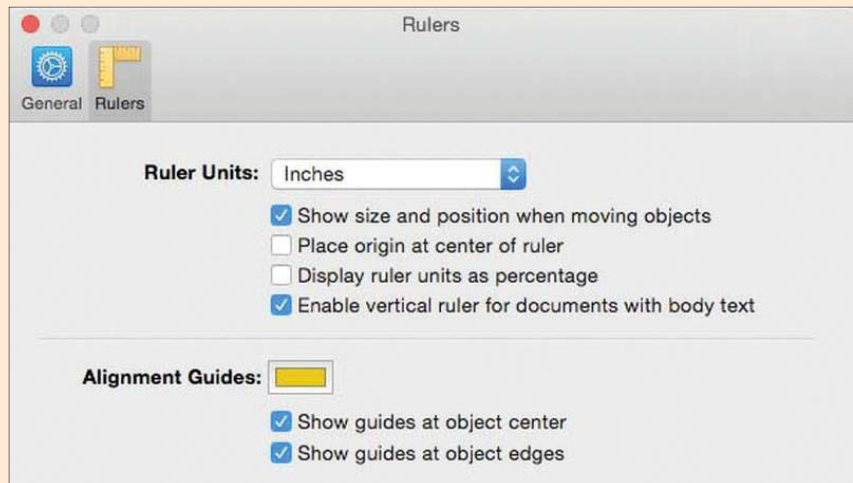 Rulers
General Rulers
Ruler Units: Inches
Show size and position when moving objects
Place origin at center of ruler
Display ruler units as percentage
Enable vertical ruler for documents with body text
Alignment Guides:
Show guides at object center
Show guides at object edges